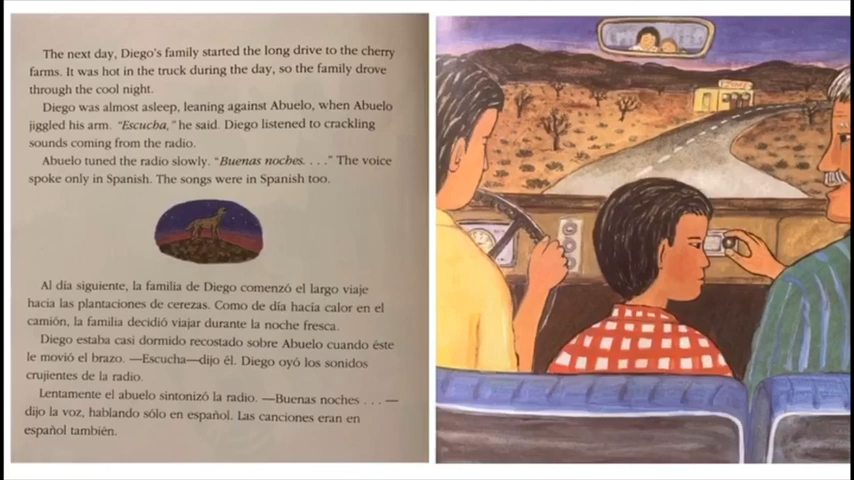 The next day, Diego's family started the long drive to the cherry
farms. It was hot in the truck during the day, so the family drove
through the cool night.
Diego was almost asleep, leaning against Abuelo, when Abuelo
jiggled his arm. "Escucha," he said. Diego listened to crackling
sounds coming from the radio.
Abuelo tuned the radio slowly. "Buenas noches. . . ." The voice
spoke only in Spanish. The songs were in Spanish too.
Al día siguiente, la familia de Diego comenzó el largo viaje
hacia las plantaciones de cerezas. Como de día hacía calor en el
camión, la familia decidió viajar durante la noche fresca.
Diego estaba casi dormido recostado sobre Abuelo cuando éste
le movió el brazo. —Escucha—dijo él. Diego oyó los sonidos
crujientes de la radio.
Lentamente el abuelo sintonizó la radio. —Buenas noches . . . —
dijo la voz, hablando sólo en español. Las canciones eran en
español también.